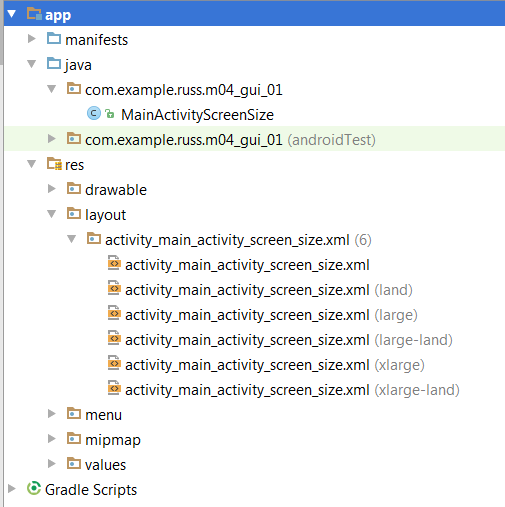 app
manifests
java
com.example.russ.m04_gui_01
MainActivityScreenSize
com.example.russ.m04_gui_01 (androidTest)
res
drawable
layout
activity_main_activity_screen_size.xml (6)
activity_main_activity_screen_size.xml
activity_main_activity_screen_size.xml (land)
activity_main_activity_screen_size.xml (large)
activity_main_activity_screen_size.xml (large-land)
activity_main_activity_screen_size.xml (xlarge)
activity_main_activity_screen_size.xml (xlarge-land)
menu
mipmap
values
Gradle Scripts